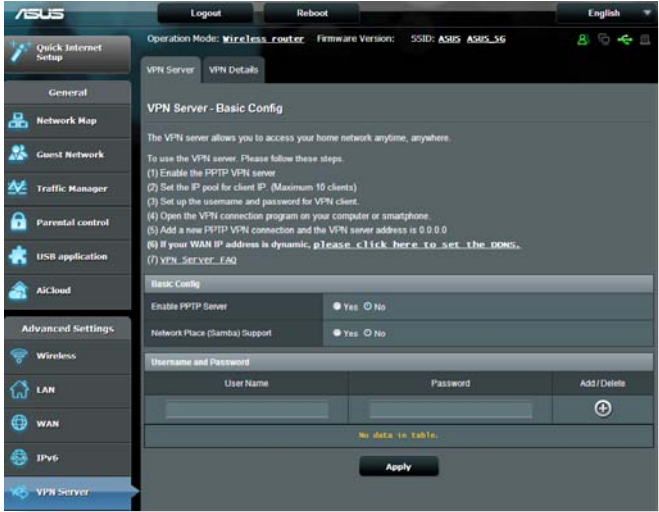 ASUS
Logout
Reboot
English
Quick Internet Setup
Operation Mode: Wireless router Firmware Version: SSID: ASUS ASUS_5G
VPN Server
VPN Details
General
Network Map
Guest Network
Traffic Manager
Parental control
USB application
AiCloud
Advanced Settings
Wireless
LAN
WAN
IPv6
VPN Server
VPN Server - Basic Config
The VPN server allows you to access your home network anytime, anywhere.
To use the VPN server. Please follow these steps.
(1) Enable the PPTP VPN server
(2) Set the IP pool for client IP. (Maximum 10 clients)
(3) Set up the username and password for VPN client.
(4) Open the VPN connection program on your computer or smartphone.
(5) Add a new PPTP VPN connection and the VPN server address is 0.0.0.0
(6) If your WAN IP address is dynamic, please click here to set the DDNS.
(7) VPN Server FAQ
Basic Config
Enable PPTP Server Yes No
Network Place (Samba) Support Yes No
Username and Password
User Name Password Add / Delete
No data in table.
Apply